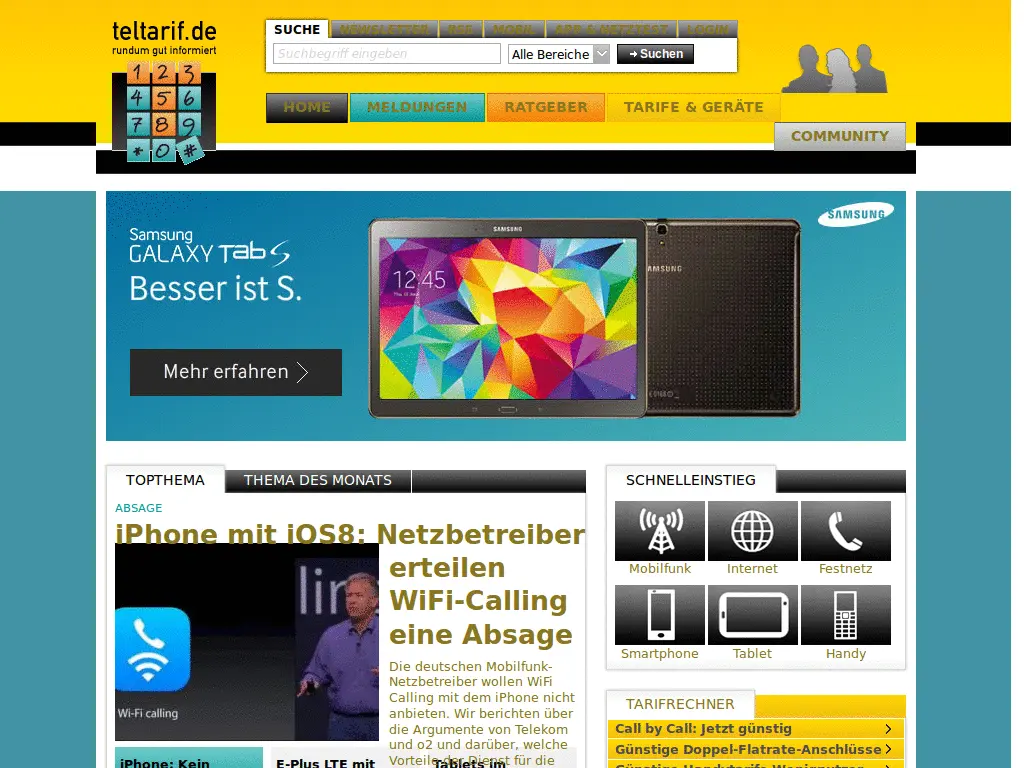 teltarif.de
rundum gut informiert
1 2 3
4 5 6
7 8 9
* 0 #
SUCHE NEWSLETTER RSS MOBIL APP & NETZTEST LOGIN
Suchbegriff eingeben Alle Bereiche Suchen
HOME MELDUNGEN RATGEBER TARIFE & GERÄTE
COMMUNITY
SAMSUNG
Samsung
GALAXY Tab S
Besser ist S.
Mehr erfahren
SAMSUNG
12:45
SAMSUNG
TOPTHEMA THEMA DES MONATS
ABSAGE
iPhone mit iOS8: Netzbetreiber
erteilen
WiFi-Calling
eine Absage
Wi-Fi calling
Die deutschen Mobilfunk-
Netzbetreiber wollen WiFi
Calling mit dem iPhone nicht
anbieten. Wir berichten über
die Argumente von Telekom
und o2 und darüber, welche
Vorteile der Dienst für die
iPhone: Kein E-Plus LTE mit Tablets im
SCHNELLEINSTIEG
Mobilfunk Internet Festnetz
Smartphone Tablet Handy
TARIFRECHNER
Call by Call: Jetzt günstig
Günstige Doppel-Flatrate-Anschlüsse
Günstige Handytarife Wenignutzer